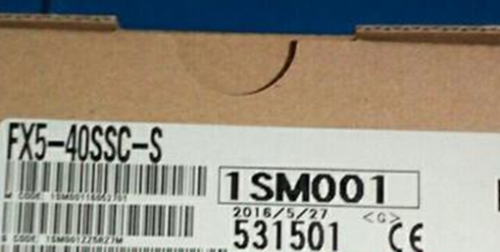 FX5-40SSC-S
1SM001
2016/5/27 <G>
531501 CE